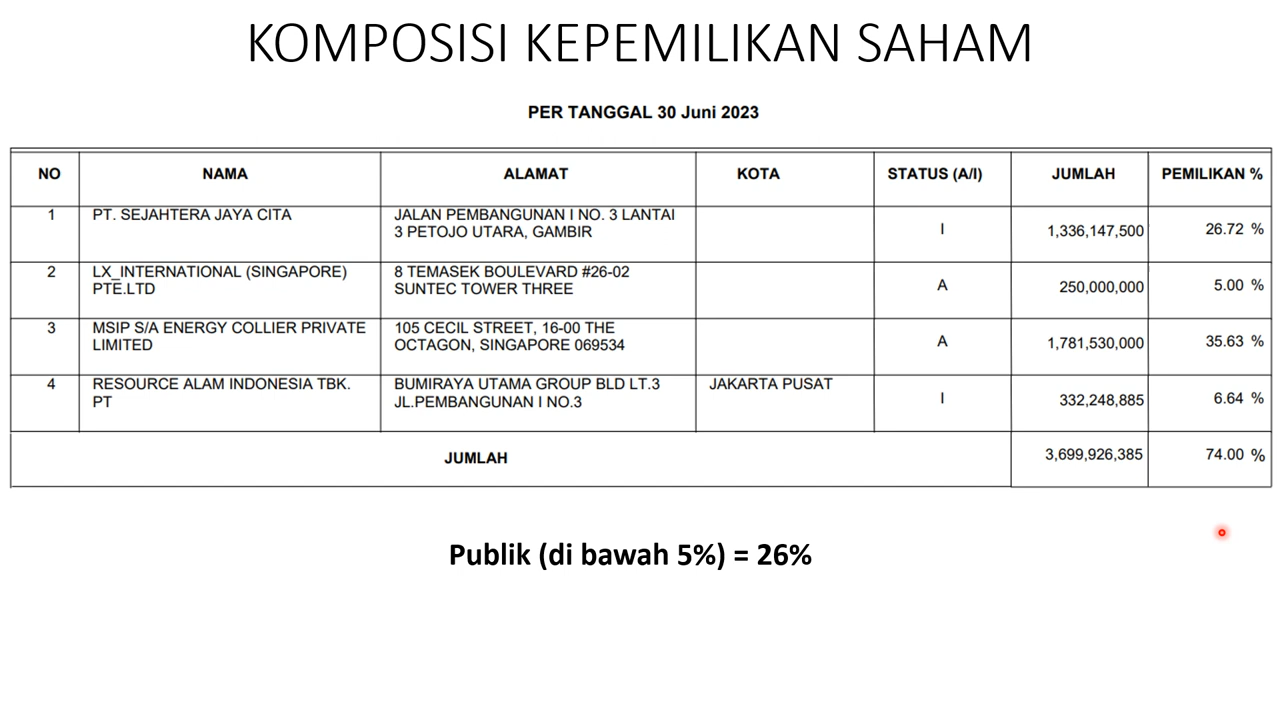 KOMPOSISI KEPEMILIKAN SAHAM
PER TANGGAL 30 Juni 2023
NO NAMA ALAMAT KOTA STATUS (A/I) JUMLAH PEMILIKAN %
1 PT. SEJAHTERA JAYA CITA JALAN PEMBANGUNAN I NO. 3 LANTAI
3 PETOJO UTARA, GAMBIR I 1,336,147,500 26.72 %
2 LX_INTERNATIONAL (SINGAPORE) 8 TEMASEK BOULEVARD #26-02
PTE.LTD SUNTEC TOWER THREE A 250,000,000 5.00 %
3 MSIP S/A ENERGY COLLIER PRIVATE 105 CECIL STREET, 16-00 THE
LIMITED OCTAGON, SINGAPORE 069534 A 1,781,530,000 35.63 %
4 RESOURCE ALAM INDONESIA TBK. BUMIRAYA UTAMA GROUP BLD LT.3 JAKARTA PUSAT
PT JL.PEMBANGUNAN I NO.3 I 332,248,885 6.64 %
JUMLAH 3,699,926,385 74.00 %
Publik (di bawah 5%) = 26%